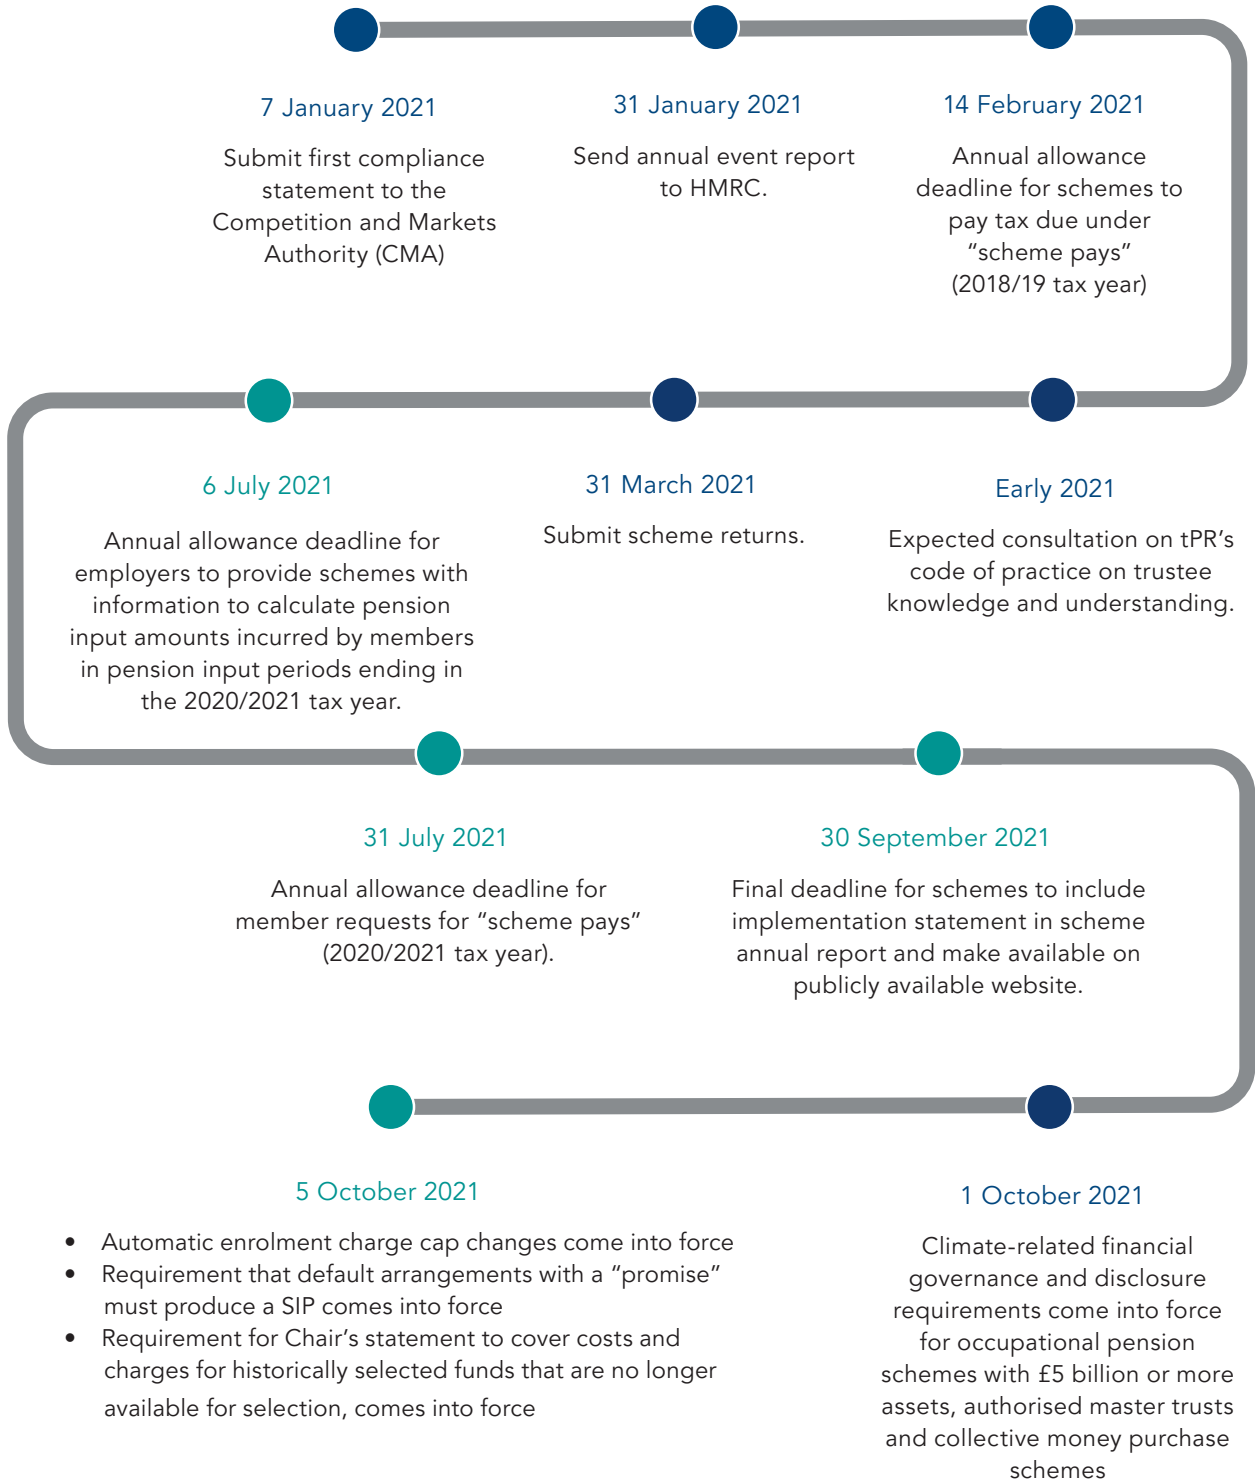 7 January 2021
Submit first compliance
statement to the
Competition and Markets
Authority (CMA)
31 January 2021
Send annual event report
to HMRC.
14 February 2021
Annual allowance
deadline for schemes to
pay tax due under
“scheme pays”
(2018/19 tax year)
6 July 2021
Annual allowance deadline for
employers to provide schemes with
information to calculate pension
input amounts incurred by members
in pension input periods ending in
the 2020/2021 tax year.
31 March 2021
Submit scheme returns.
Early 2021
Expected consultation on tPR’s
code of practice on trustee
knowledge and understanding.
31 July 2021
Annual allowance deadline for
member requests for “scheme pays”
(2020/2021 tax year).
30 September 2021
Final deadline for schemes to include
implementation statement in scheme
annual report and make available on
publicly available website.
5 October 2021
• Automatic enrolment charge cap changes come into force
• Requirement that default arrangements with a “promise”
must produce a SIP comes into force
• Requirement for Chair’s statement to cover costs and
charges for historically selected funds that are no longer
available for selection, comes into force
1 October 2021
Climate-related financial
governance and disclosure
requirements come into force
for occupational pension
schemes with £5 billion or more
assets, authorised master trusts
and collective money purchase
schemes